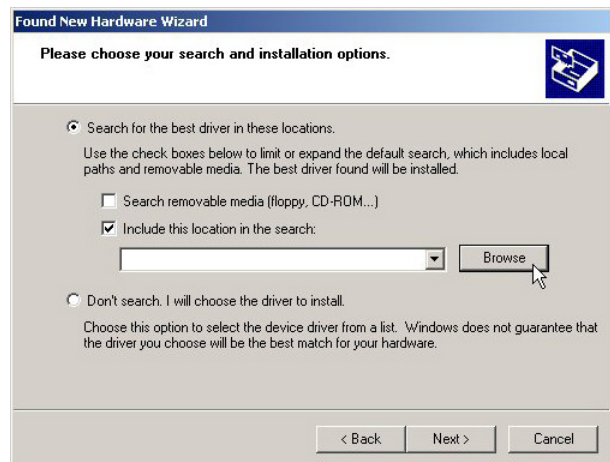 Found New Hardware Wizard
Please choose your search and installation options.
Search for the best driver in these locations.
Use the check boxes below to limit or expand the default search, which includes local
paths and removable media. The best driver found will be installed.
Search removable media (floppy, CD-ROM...)
Include this location in the search:
Browse
Don't search. I will choose the driver to install.
Choose this option to select the device driver from a list. Windows does not guarantee that
the driver you choose will be the best match for your hardware.
< Back Next > Cancel